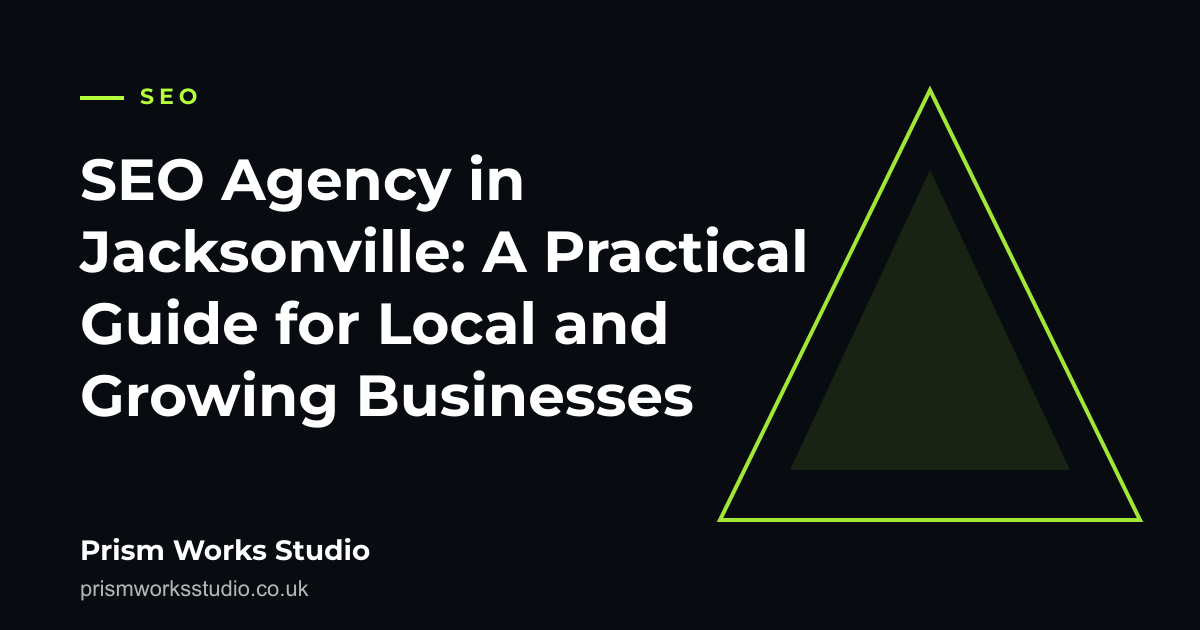 SEO
SEO Agency in
Jacksonville: A Practical
Guide for Local and
Growing Businesses
Prism Works Studio
prismworksstudio.co.uk